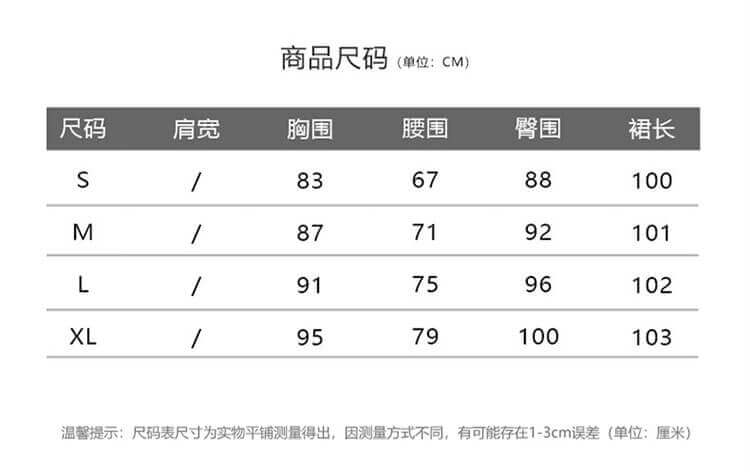 商品尺码（单位：CM）
尺码 肩宽 胸围 腰围 臀围 裙长
S / 83 67 88 100
M / 87 71 92 101
L / 91 75 96 102
XL / 95 79 100 103
温馨提示：尺码表尺寸为实物平铺测量得出，因测量方式不同，有可能存在1-3cm误差（单位：厘米）